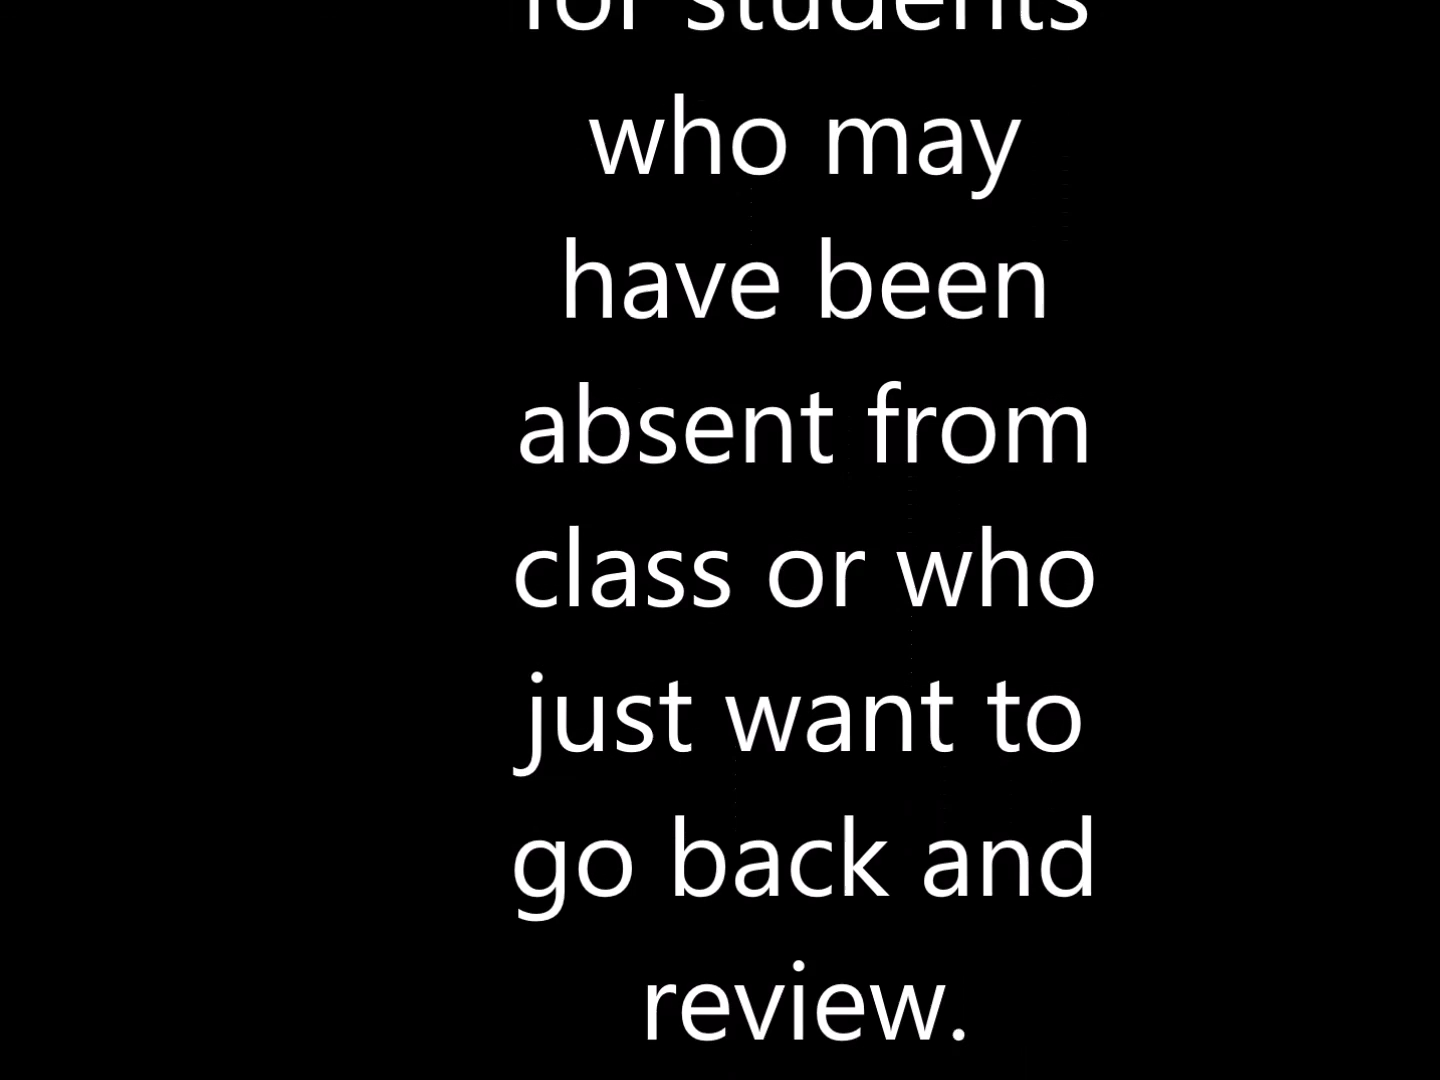 for students
who may
have been
absent from
class or who
just want to
go back and
review.